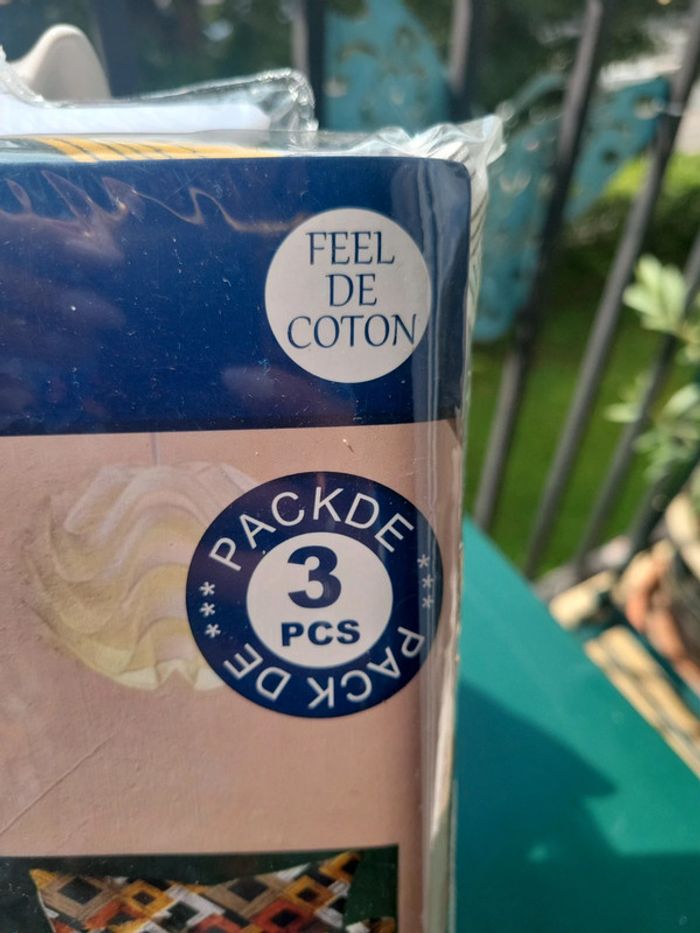 FEEL
DE
COTON
PACKDE
***
***
3
PCS
PACK DE